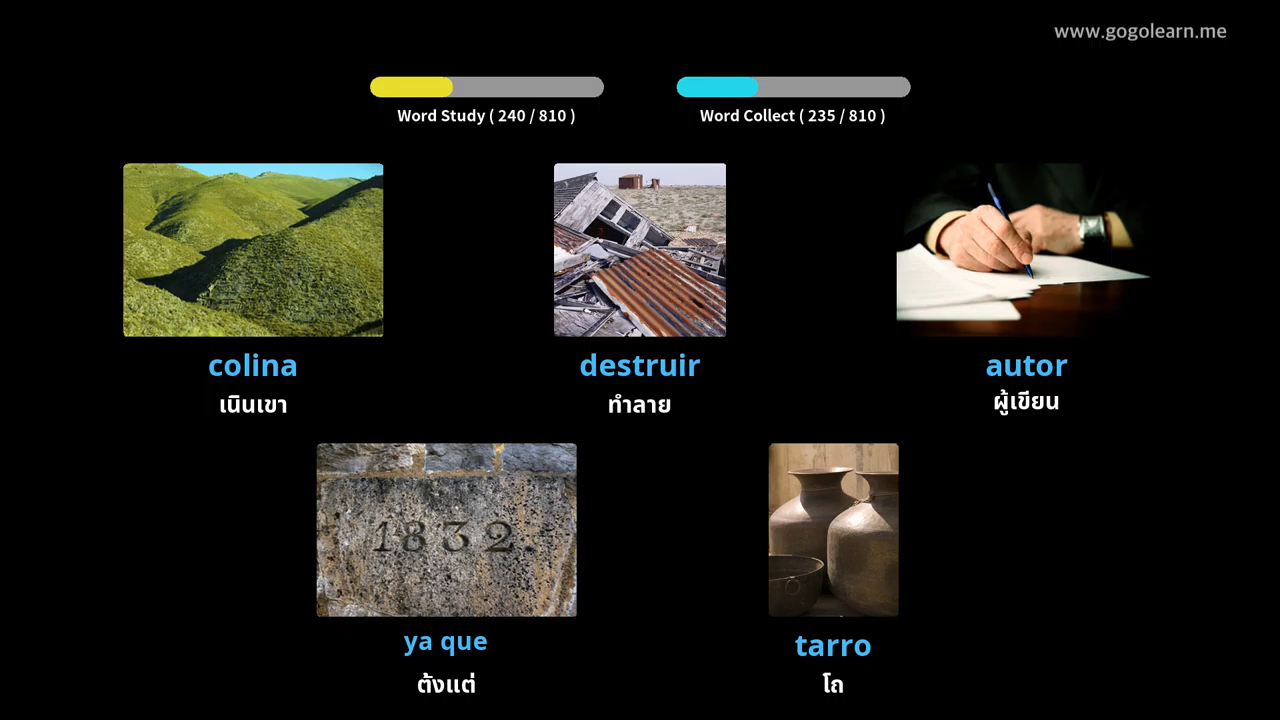 www.gogolearn.me
Word Study ( 240 / 810 )
Word Collect ( 235 / 810 )
colina
เนินเขา
destruir
ทำลาย
autor
ผู้เขียน
1832
ya que
ตังแต่
tarro
โถ